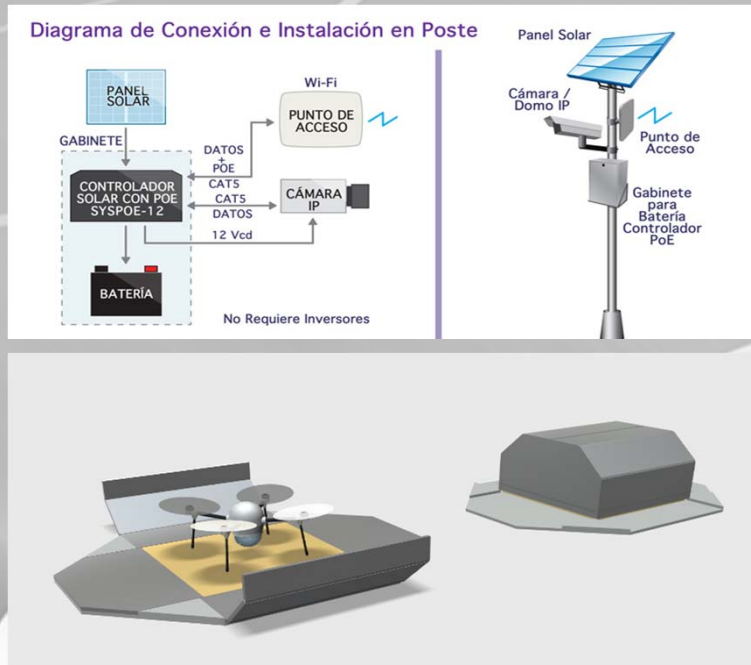 Diagrama de Conexión e Instalación en Poste
PANEL
SOLAR
GABINETE
CONTROLADOR
SOLAR CON POE
SYSPOE-12
BATERÍA
DATOS
+
POE
CAT5
CAT5
DATOS
12 Vcd
Wi-Fi
PUNTO DE
ACCESO
CÁMARA
IP
No Requiere Inversores
Panel Solar
Cámara /
Domo IP
Punto de
Acceso
Gabinete
para
Batería
Controlador
PoE